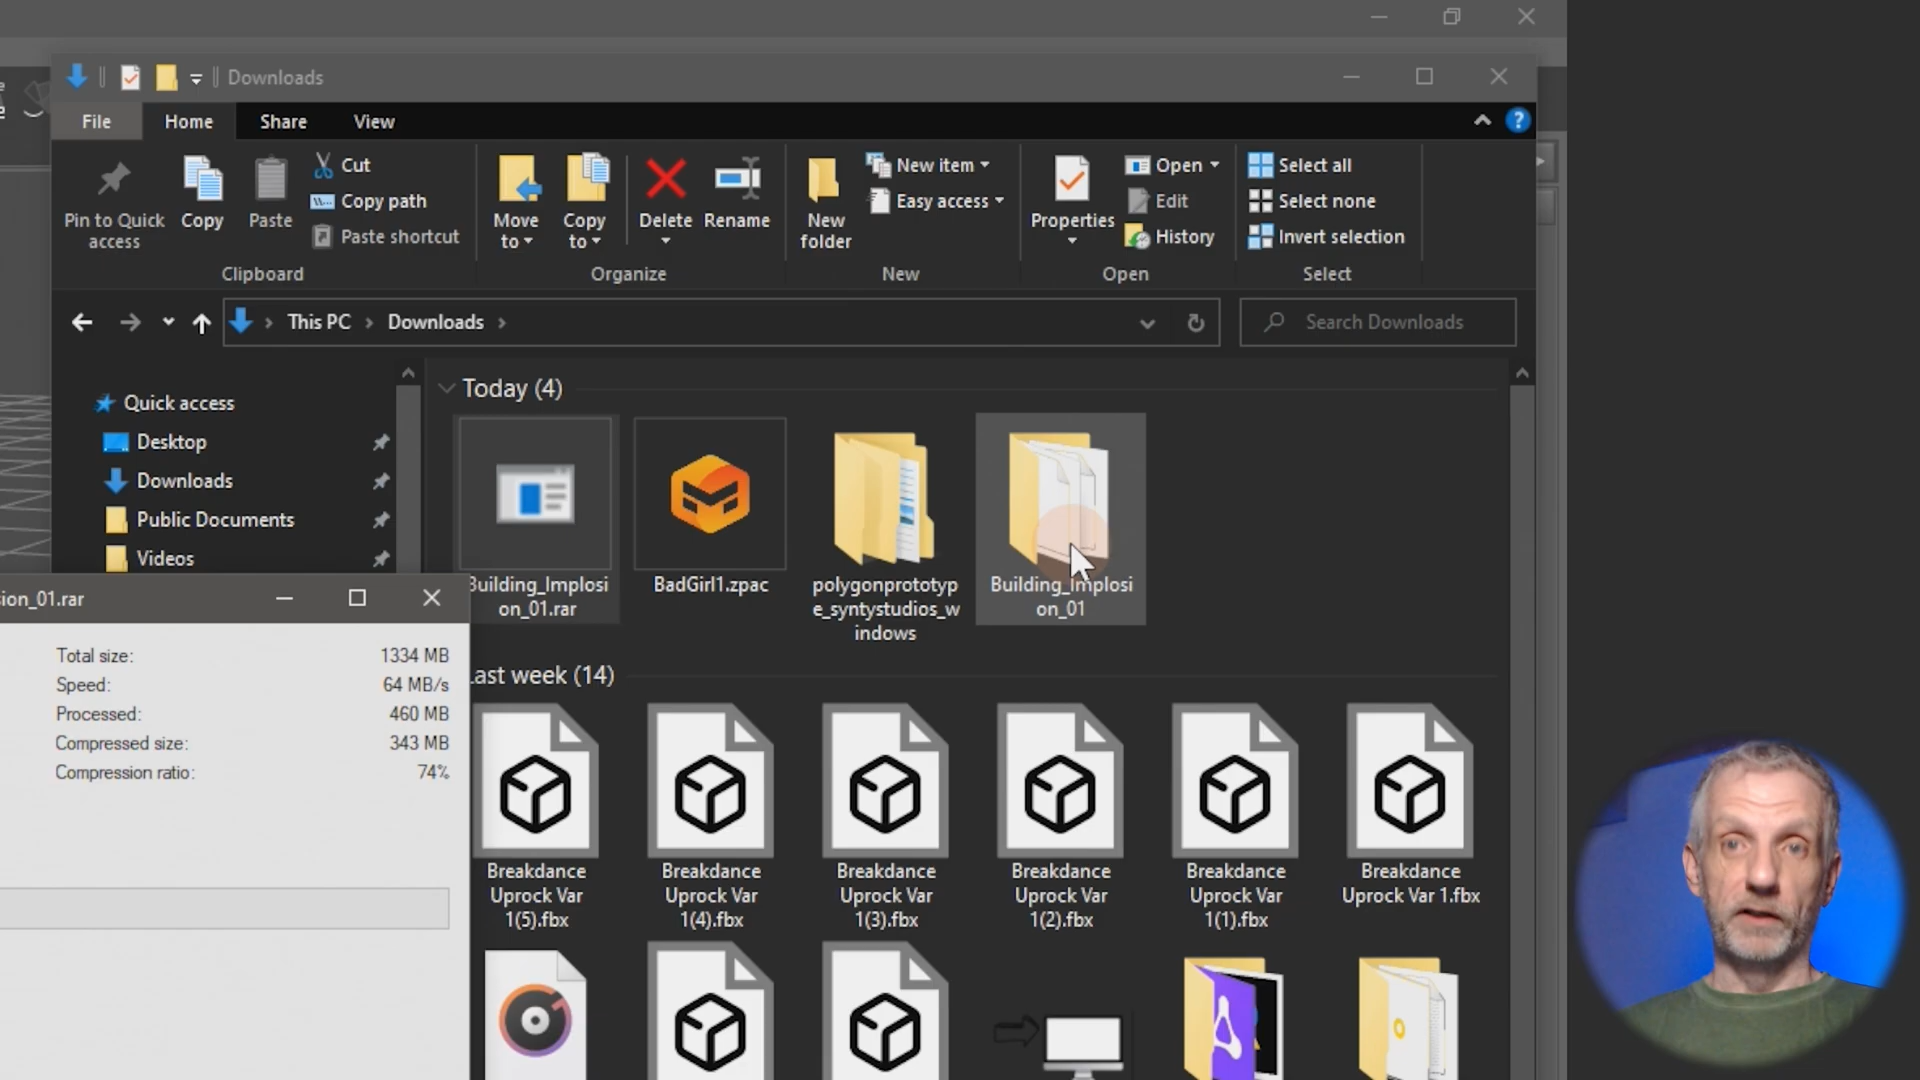 Downloads
File
Home
Share
View
Pin to Quick
access
Copy
Paste
Cut
Copy path
Paste shortcut
Clipboard
Move
to
Copy
to
Delete
Rename
Organize
New
folder
New item
Easy access
New
Properties
Open
Edit
History
Open
Select all
Select none
Invert selection
Select
This PC
Downloads
Search Downloads
Quick access
Desktop
Downloads
Public Documents
Videos
Today (4)
Building_Implosi
on_01.rar
BadGirl1.zpac
polygonprototyp
e_syntystudios_w
indows
Building_Implosi
on_01
Last week (14)
Breakdance
Uprock Var
1(5).fbx
Breakdance
Uprock Var
1(4).fbx
Breakdance
Uprock Var
1(3).fbx
Breakdance
Uprock Var
1(2).fbx
Breakdance
Uprock Var
1(1).fbx
Breakdance
Uprock Var 1.fbx
sion_01.rar
Total size: 1334 MB
Speed: 64 MB/s
Processed: 460 MB
Compressed size: 343 MB
Compression ratio: 74%